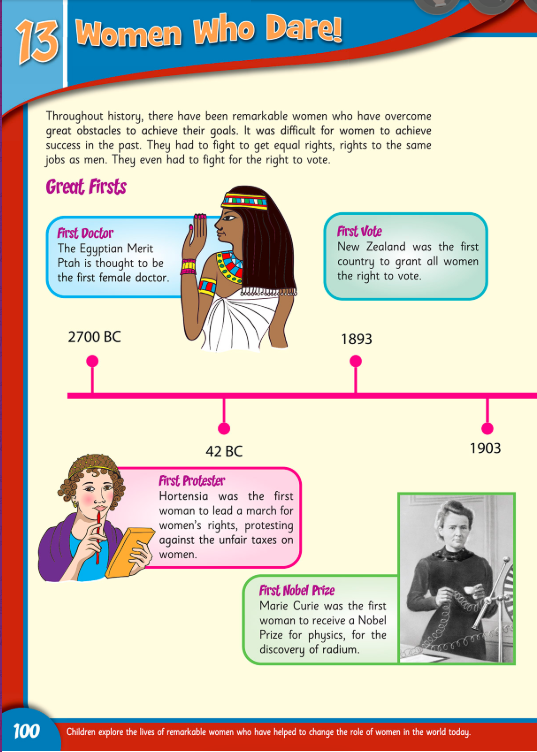 13 Women Who Dare!
Throughout history, there have been remarkable women who have overcome
great obstacles to achieve their goals. It was difficult for women to achieve
success in the past. They had to fight to get equal rights, rights to the same
jobs as men. They even had to fight for the right to vote.
Great Firsts
First Doctor
The Egyptian Merit
Ptah is thought to be
the first female doctor.
First Vote
New Zealand was the first
country to grant all women
the right to vote.
2700 BC
1893
42 BC
1903
First Protester
Hortensia was the first
woman to lead a march for
women's rights, protesting
against the unfair taxes on
women.
First Nobel Prize
Marie Curie was the first
woman to receive a Nobel
Prize for physics, for the
discovery of radium.
100 Children explore the lives of remarkable women who have helped to change the role of women in the world today.